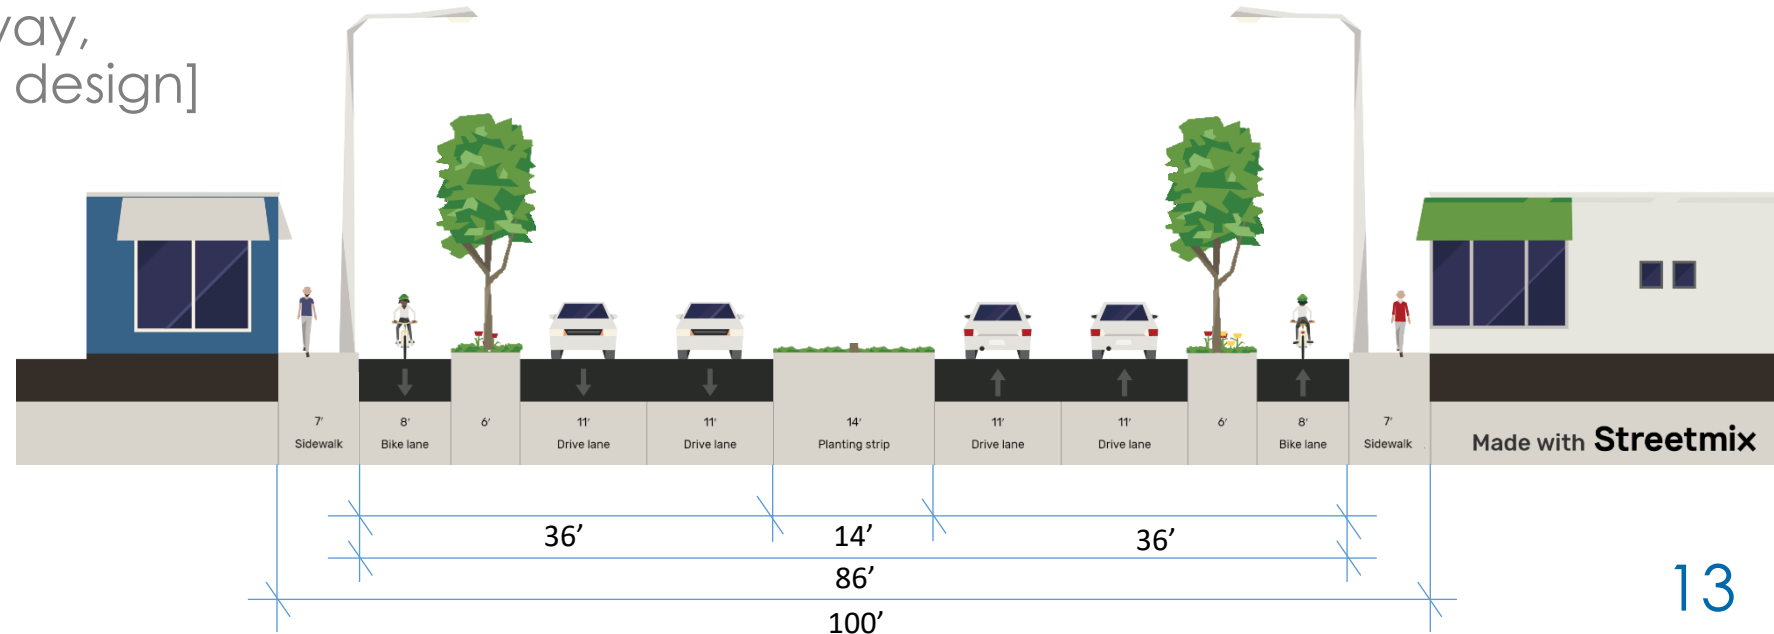 design]
7' 8' 6' 11' 11' 14' 11' 11' 6' 8' 7'
Sidewalk Bike lane Drive lane Drive lane Planting strip Drive lane Drive lane Bike lane Sidewalk
Made with Streetmix
36’ 14’ 36’
86’
100’
13